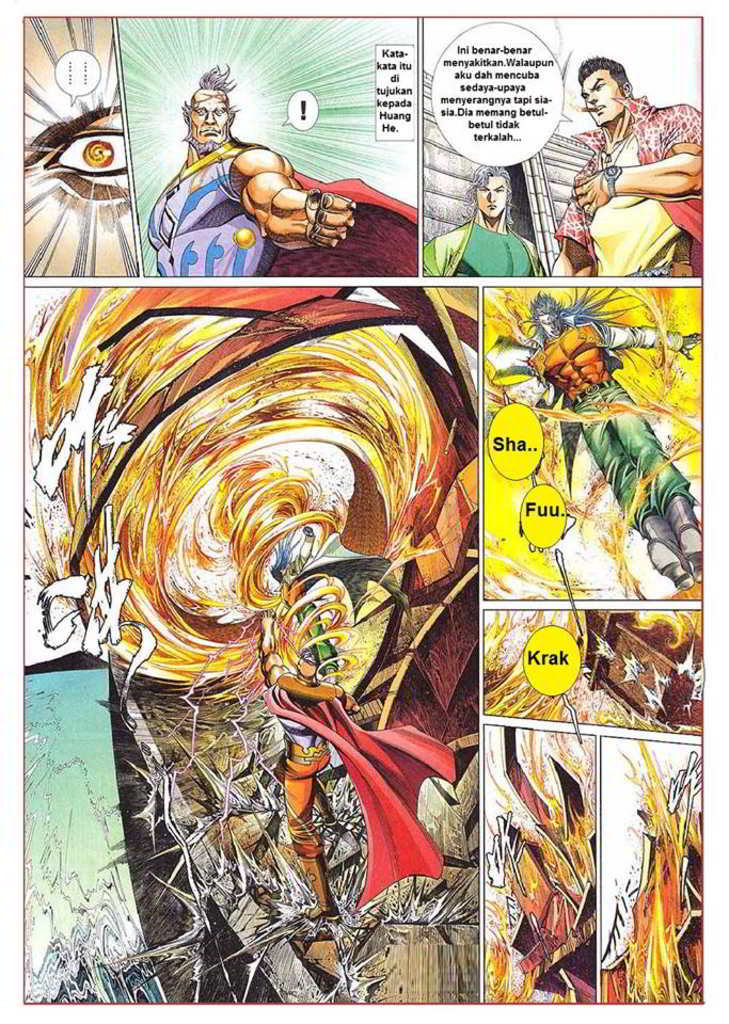 ......
!
Kata-
kata itu
di
tujukan
kepada
Huang
He.
Ini benar-benar
menyakitkan.Walaupun
aku dah mencuba
sedaya-upaya
menyerangnya tapi sia-
sia.Dia memang betul-
betul tidak
terkalah...
Sha..
Fuu.
Krak